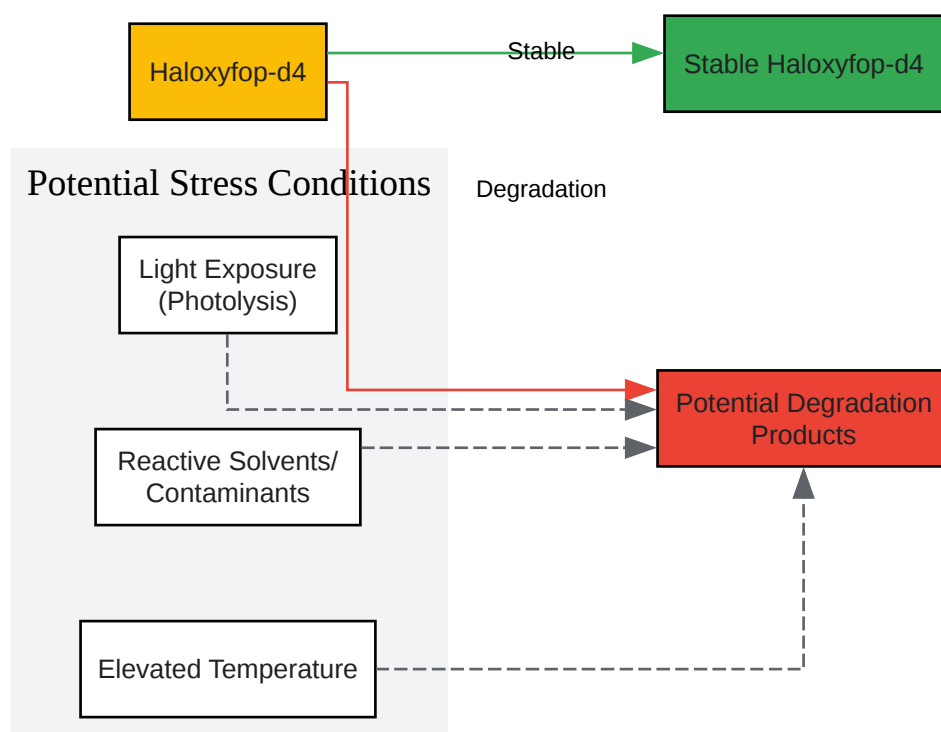 Haloxyfop-d4
Stable
Stable Haloxyfop-d4
Potential Stress Conditions
Degradation
Light Exposure
(Photolysis)
Potential Degradation
Products
Reactive Solvents/
Contaminants
Elevated Temperature